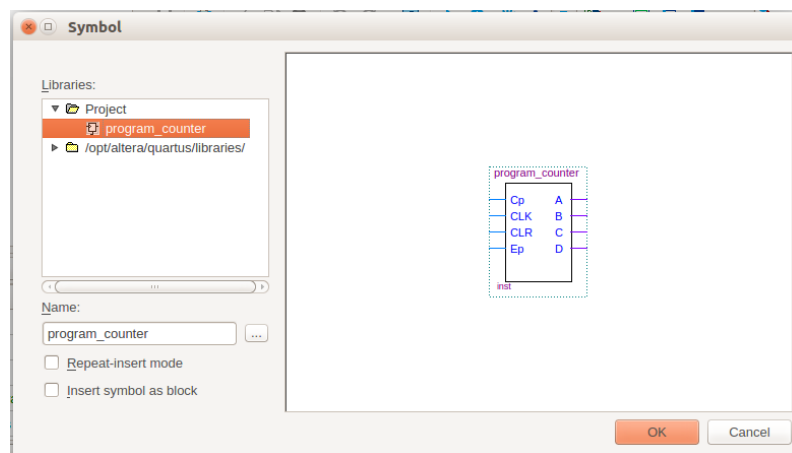 Symbol
Libraries:
Project
program_counter
/opt/altera/quartus/libraries/
Name:
program_counter
...
Repeat-insert mode
Insert symbol as block
program_counter
Cp A
CLK B
CLR C
Ep D
inst
OK Cancel